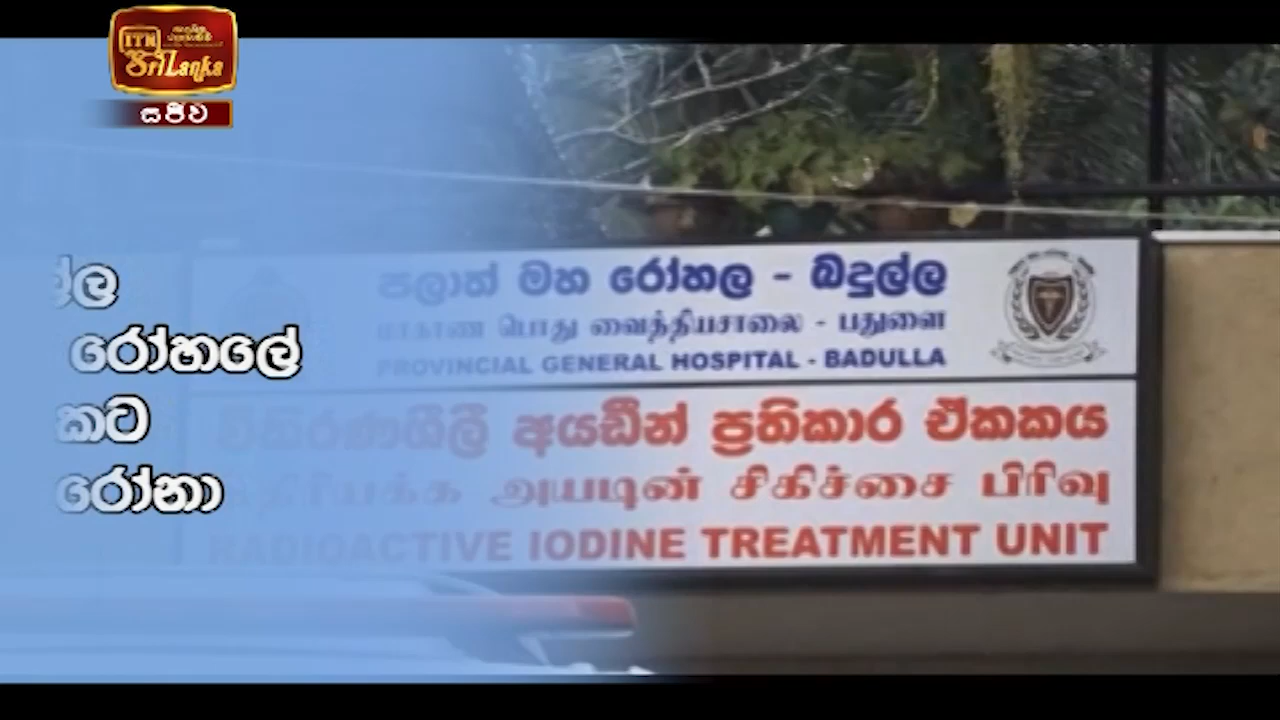 ITN
Sri Lanka
සජීව
රෝහලේ
කට
රෝනා
පලාත් මහ රෝහල - බදුල්ල
மாகாண பொது வைத்தியசாலை - பதுளை
PROVINCIAL GENERAL HOSPITAL - BADULLA
විකිරණශීලී අයඩීන් ප්‍රතිකාර ඒකකය
அயடின் சிகிச்சை பிரிவு
RADIOACTIVE IODINE TREATMENT UNIT